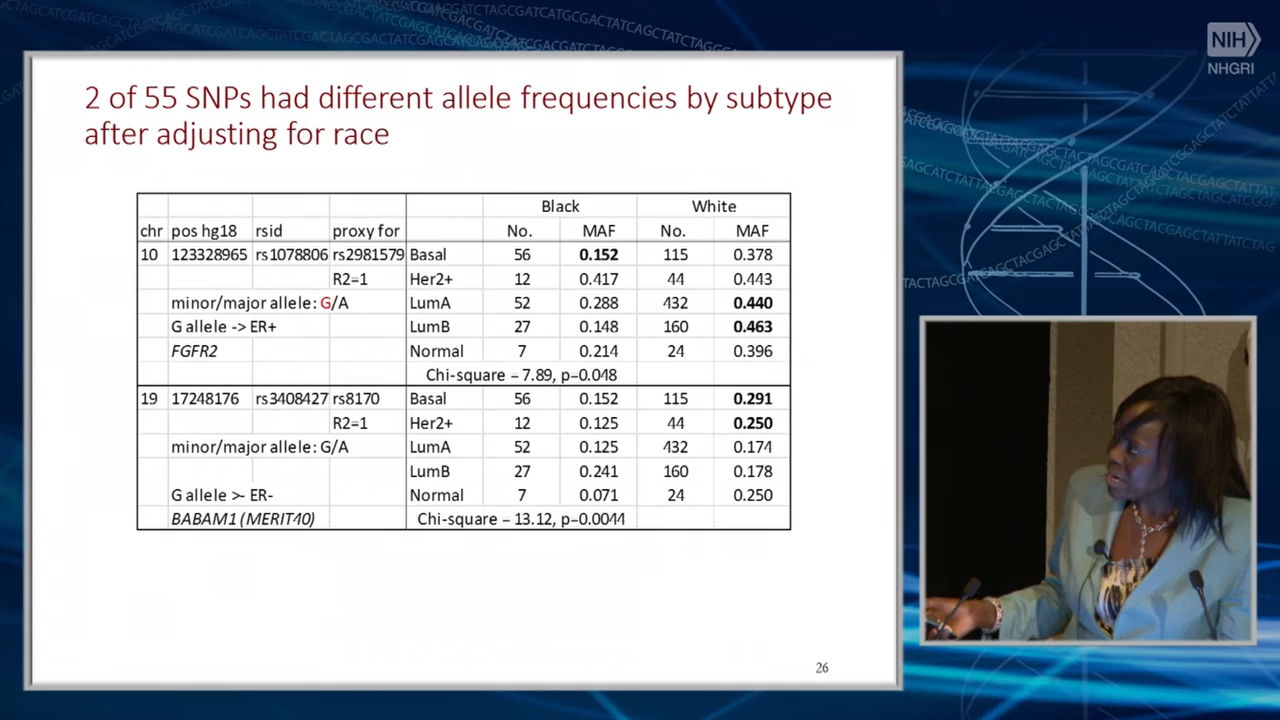 NIH
NHGRI
2 of 55 SNPs had different allele frequencies by subtype
after adjusting for race
Black White
chr pos hg18 rsid proxy for No. MAF No. MAF
10 123328965 rs1078806 rs2981579 Basal 56 0.152 115 0.378
R2=1 Her2+ 12 0.417 44 0.443
minor/major allele: G/A LumA 52 0.288 432 0.440
G allele -> ER+ LumB 27 0.148 160 0.463
FGFR2 Normal 7 0.214 24 0.396
Chi-square = 7.89, p=0.048
19 17248176 rs3408427 rs8170 Basal 56 0.152 115 0.291
R2=1 Her2+ 12 0.125 44 0.250
minor/major allele: G/A LumA 52 0.125 432 0.174
LumB 27 0.241 160 0.178
G allele >- ER- Normal 7 0.071 24 0.250
BABAM1 (MERIT40) Chi-square = 13.12, p=0.0044
26